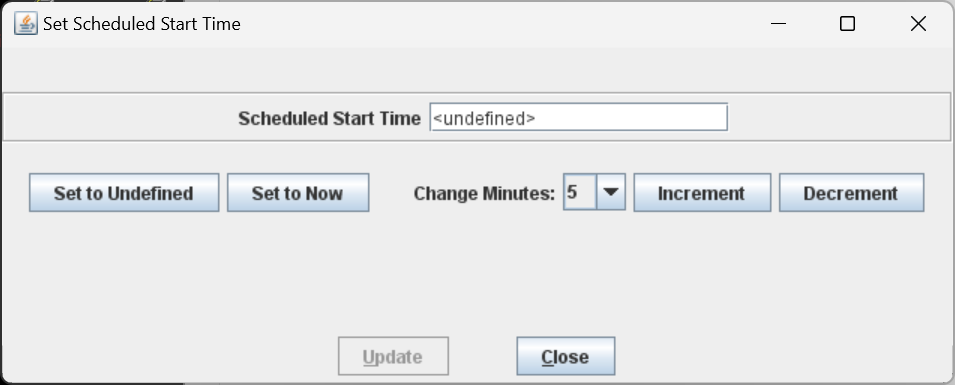 Set Scheduled Start Time
Scheduled Start Time <undefined>
Set to Undefined Set to Now Change Minutes: 5 Increment Decrement
Update Close